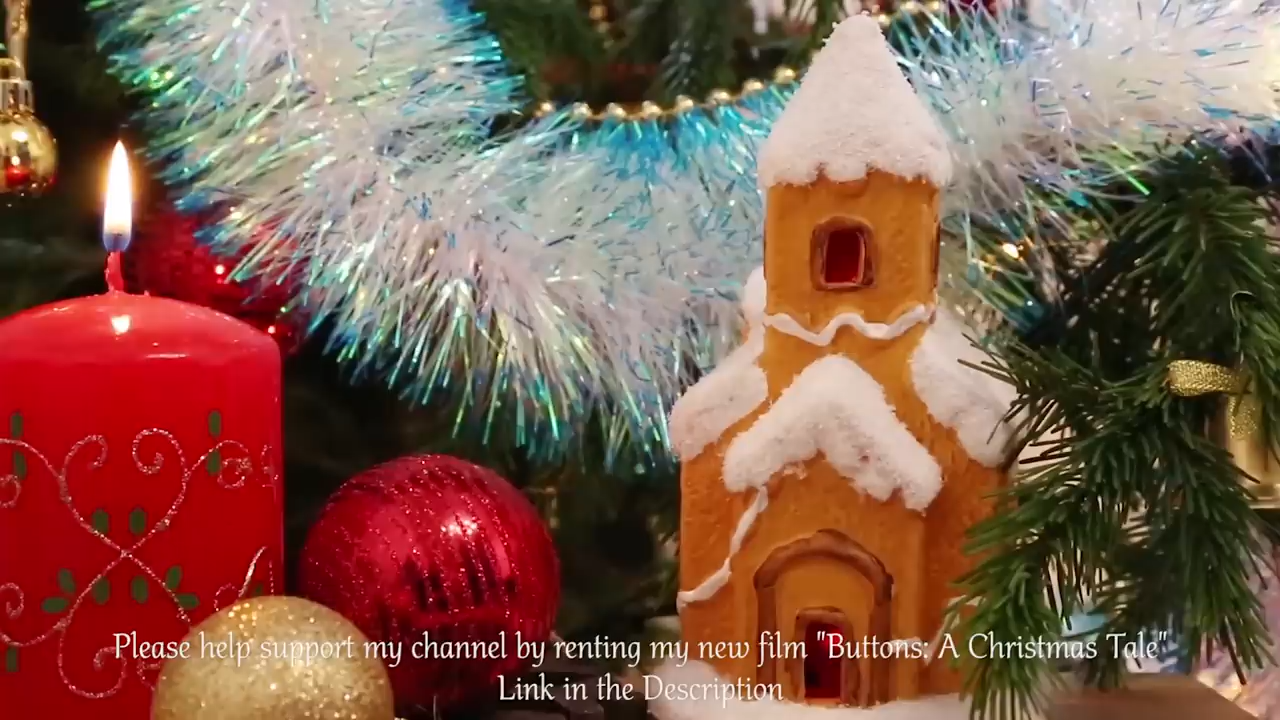 Please help support my channel by renting my new film "Buttons: A Christmas Tale"
Link in the Description